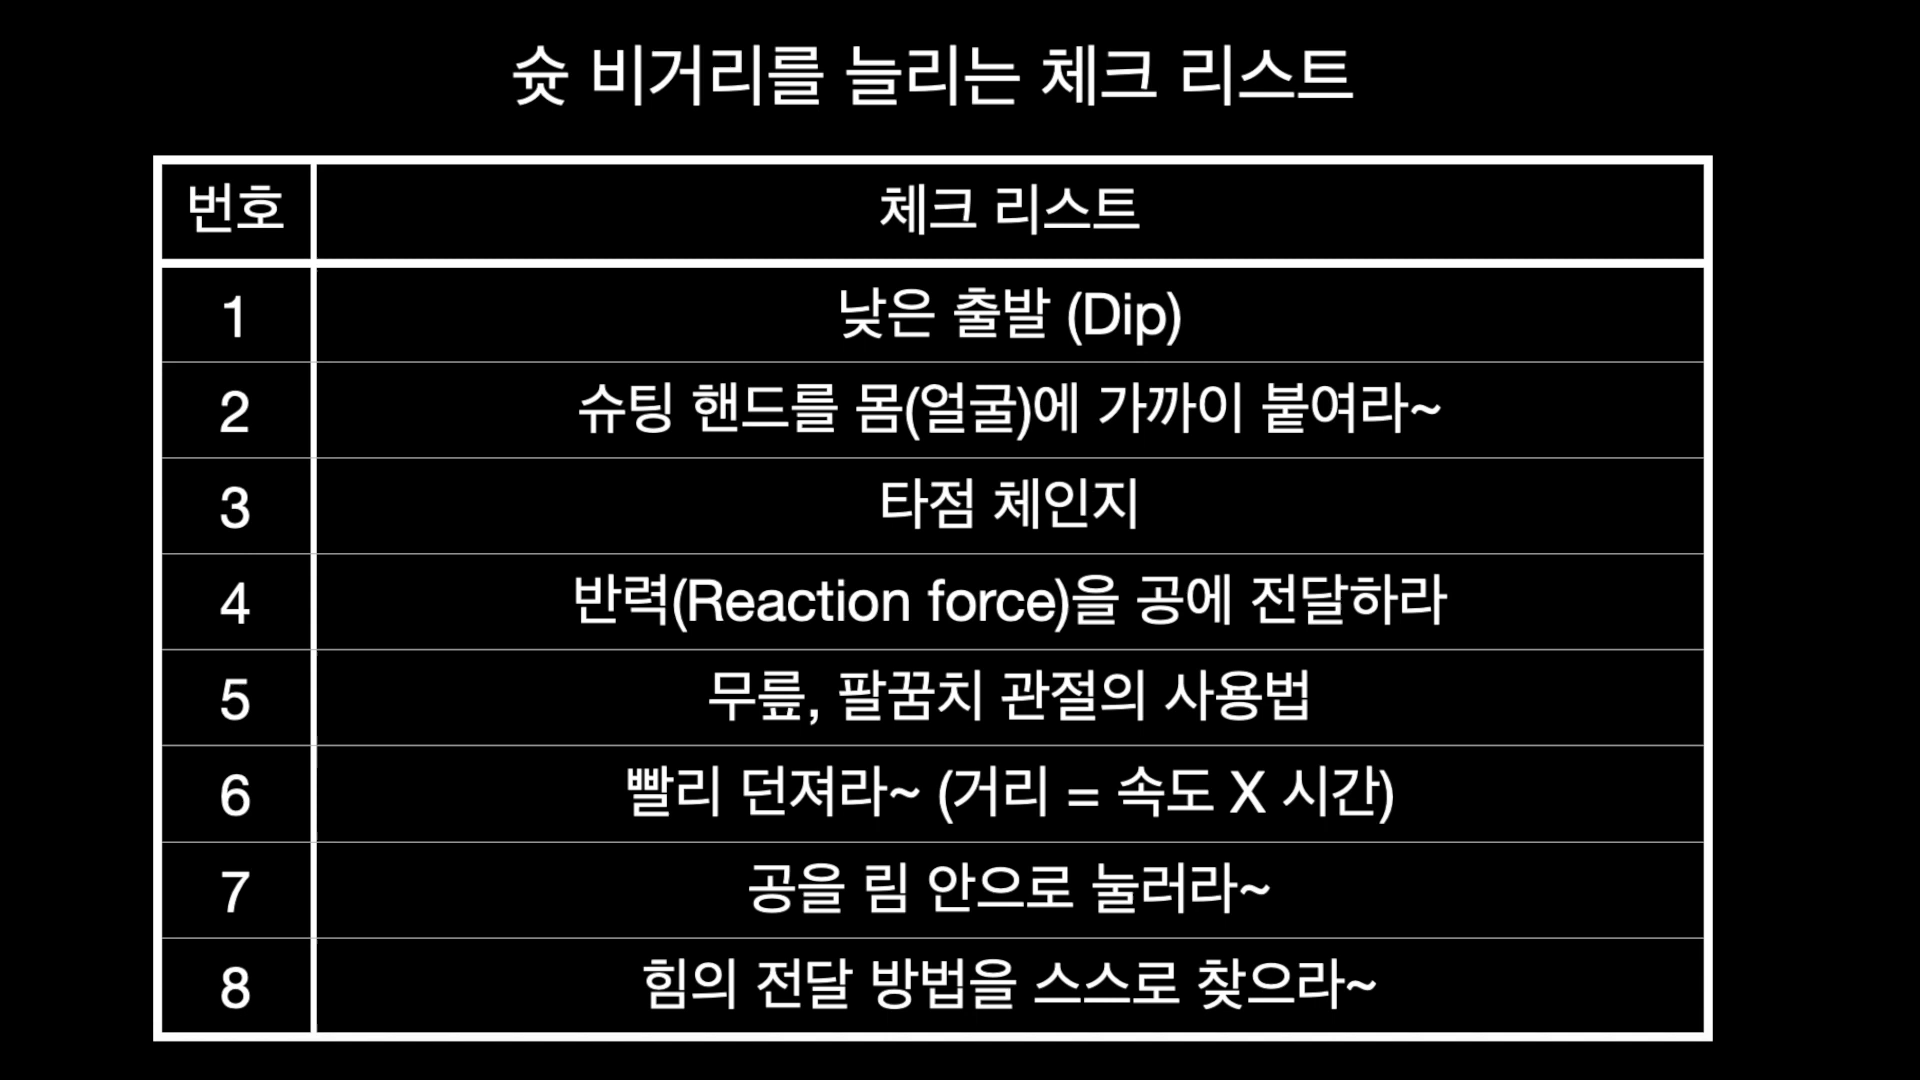 슛 비거리를 늘리는 체크 리스트
번호 체크 리스트
1 낮은 출발 (Dip)
2 슈팅 핸드를 몸(얼굴)에 가까이 붙여라~
3 타점 체인지
4 반력(Reaction force)을 공에 전달하라
5 무릎, 팔꿈치 관절의 사용법
6 빨리 던져라~ (거리 = 속도 X 시간)
7 공을 림 안으로 눌러라~
8 힘의 전달 방법을 스스로 찾으라~